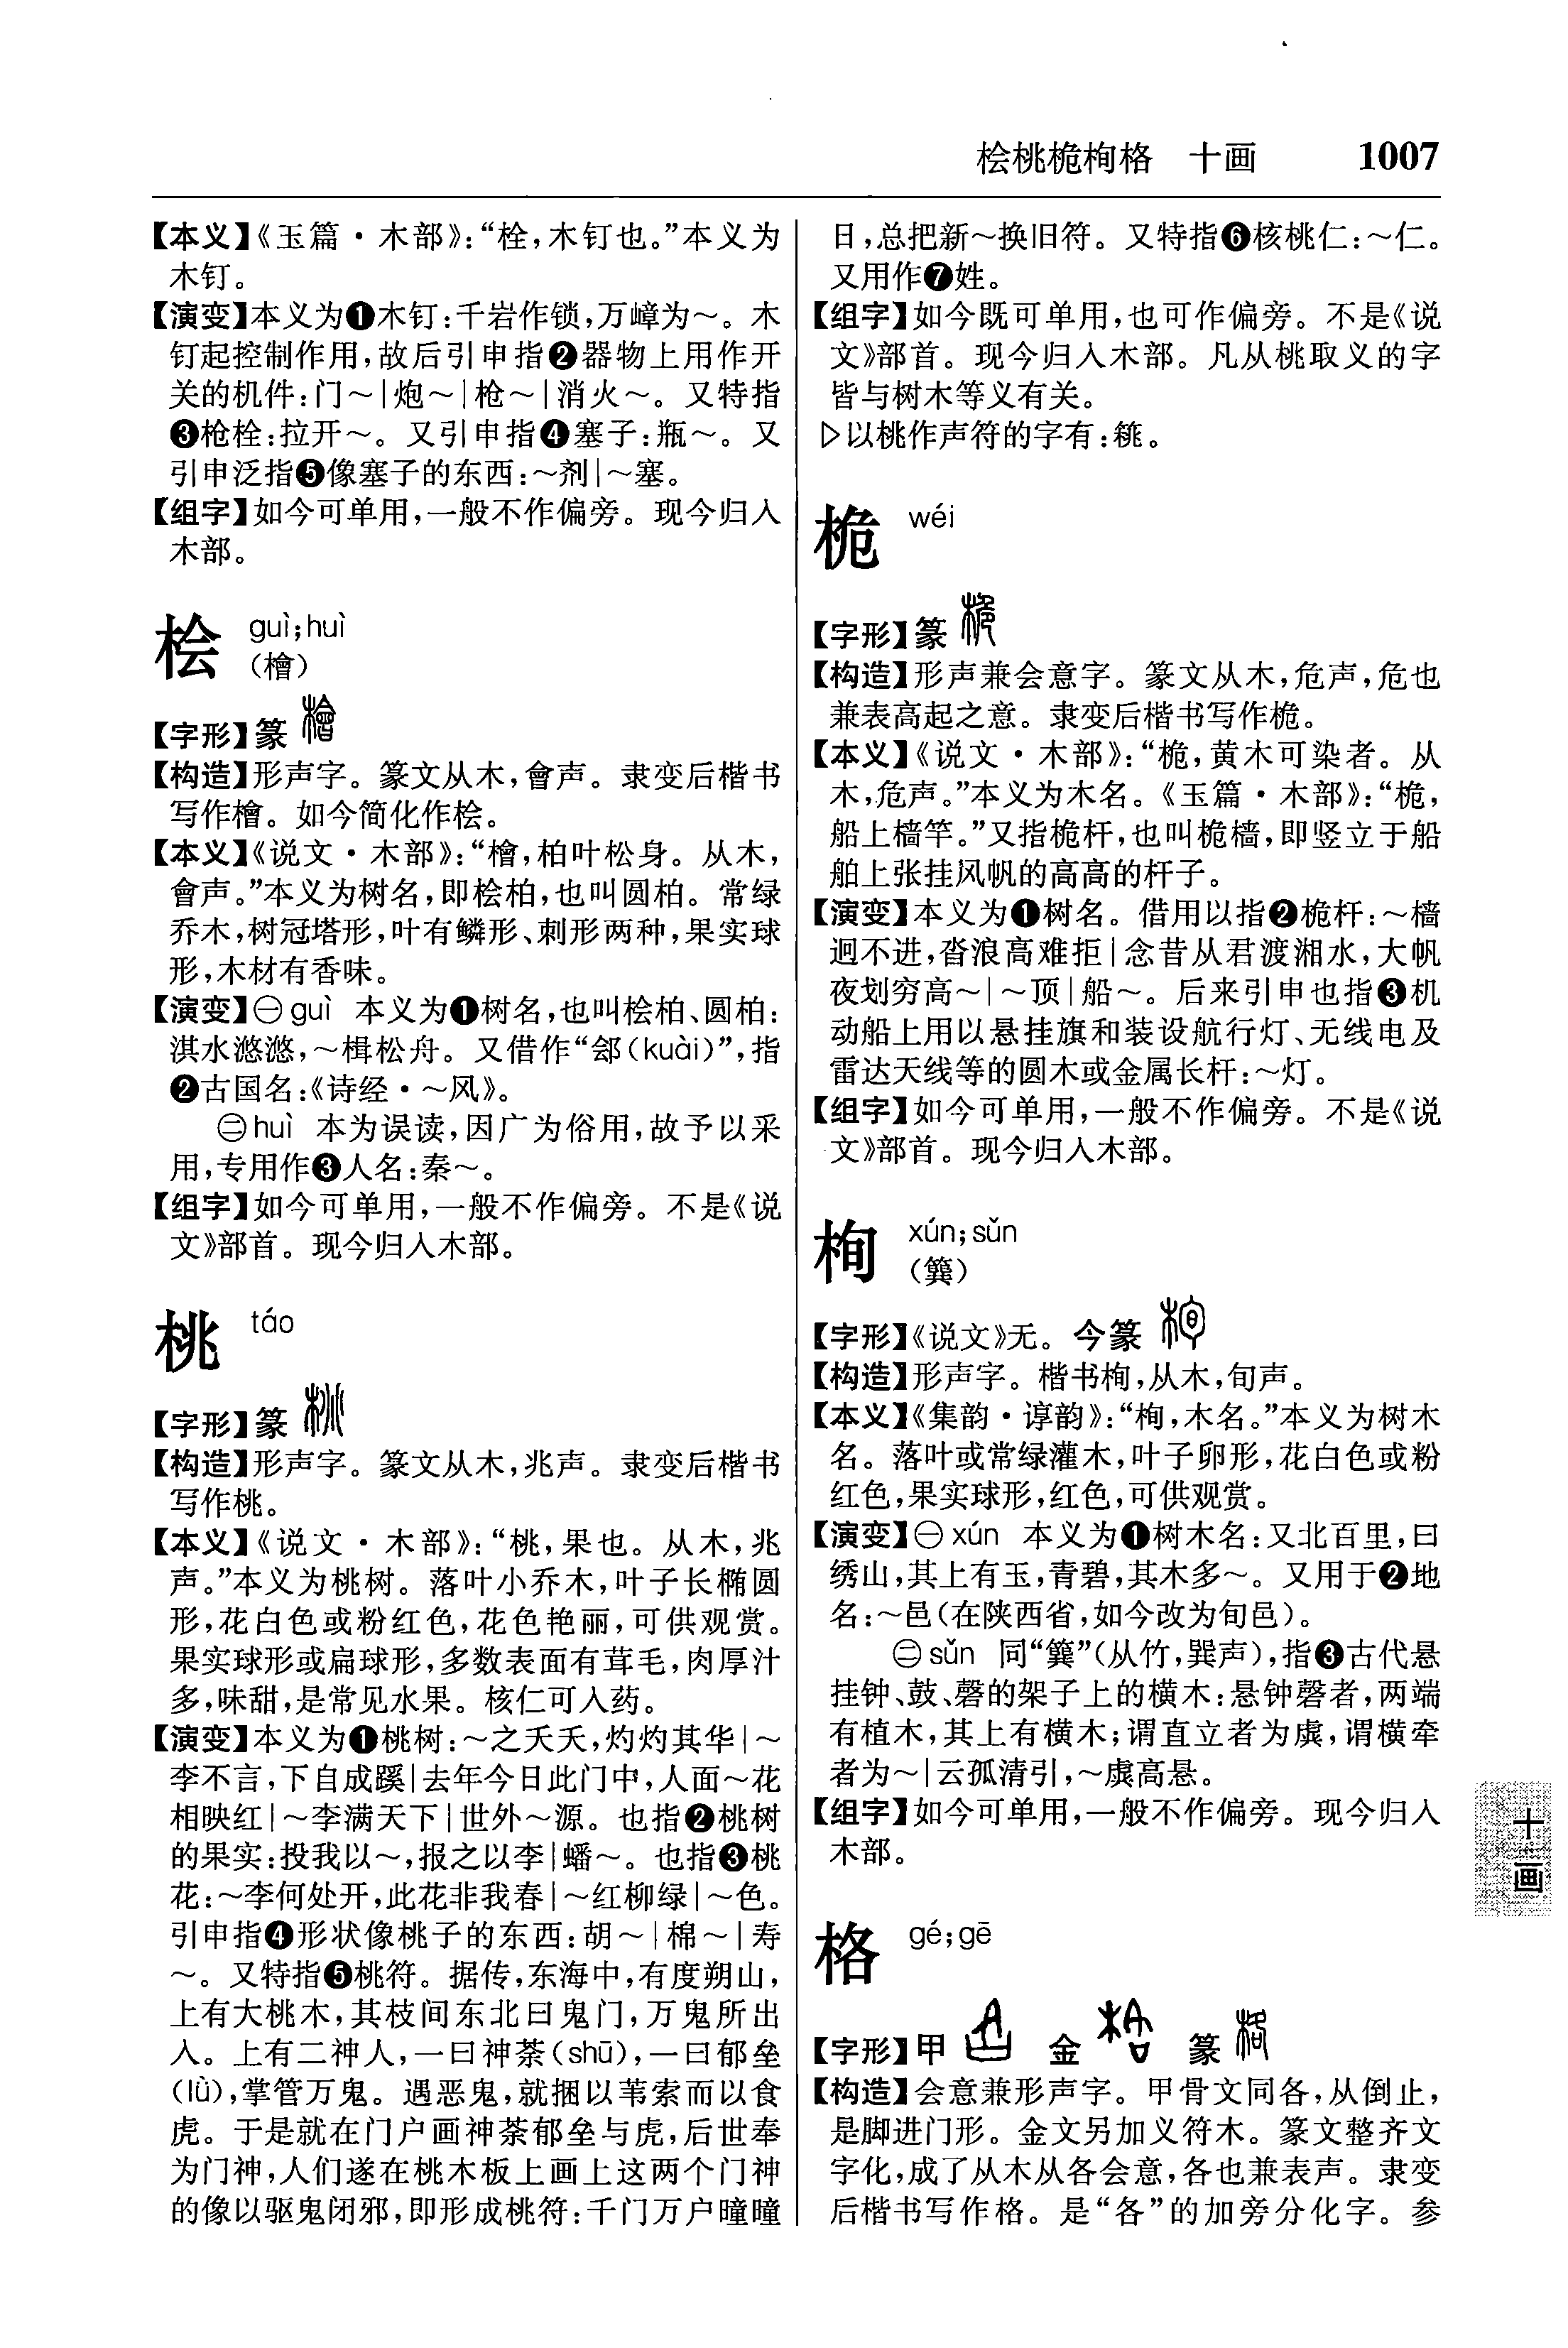 桧桃桅栒格 十画 1007
【本义】《玉篇·木部》：“栓，木钉也。”本义为
木钉。
【演变】本义为❶木钉：千岩作锁，万嶂为～。木
钉起控制作用，故后引申指❷器物上用作开
关的机件：门～|炮～|枪～|消火～。又特指
❸枪栓：拉开～。又引申指❹塞子：瓶～。又
引申泛指❺像塞子的东西：～剂|～塞。
【组字】如今可单用，一般不作偏旁。现今归入
木部。
桧 guì；huì
（檜）
【字形】篆
【构造】形声字。篆文从木，會声。隶变后楷书
写作檜。如今简化作桧。
【本义】《说文·木部》：“檜，柏叶松身。从木，
會声。”本义为树名，即桧柏，也叫圆柏。常绿
乔木，树冠塔形，叶有鳞形、刺形两种，果实球
形，木材有香味。
【演变】㊀guì 本义为❶树名，也叫桧柏、圆柏：
淇水滺滺，～楫松舟。又借作“郐（kuài）”，指
❷古国名：《诗经·～风》。
㊁huì 本为误读，因广为俗用，故予以采
用，专用作❸人名：秦～。
【组字】如今可单用，一般不作偏旁。不是《说
文》部首。现今归入木部。
桃 táo
【字形】篆
【构造】形声字。篆文从木，兆声。隶变后楷书
写作桃。
【本义】《说文·木部》：“桃，果也。从木，兆
声。”本义为桃树。落叶小乔木，叶子长椭圆
形，花白色或粉红色，花色艳丽，可供观赏。
果实球形或扁球形，多数表面有茸毛，肉厚汁
多，味甜，是常见水果。核仁可入药。
【演变】本义为❶桃树：～之夭夭，灼灼其华|～
李不言，下自成蹊|去年今日此门中，人面～花
相映红|～李满天下|世外～源。也指❷桃树
的果实：投我以～，报之以李|蟠～。也指❸桃
花：～李何处开，此花非我春|～红柳绿|～色。
引申指❹形状像桃子的东西：胡～|棉～|寿
～。又特指❺桃符。据传，东海中，有度朔山，
上有大桃木，其枝间东北曰鬼门，万鬼所出
入。上有二神人，一曰神荼（shū），一曰郁垒
（lǜ），掌管万鬼。遇恶鬼，就捆以苇索而以食
虎。于是就在门户画神荼郁垒与虎，后世奉
为门神，人们遂在桃木板上画上这两个门神
的像以驱鬼闭邪，即形成桃符：千门万户曈曈
日，总把新～换旧符。又特指❻核桃仁：～仁。
又用作❼姓。
【组字】如今既可单用，也可作偏旁。不是《说
文》部首。现今归入木部。凡从桃取义的字
皆与树木等义有关。
▷以桃作声符的字有：䠷。
桅 wéi
【字形】篆
【构造】形声兼会意字。篆文从木，危声，危也
兼表高起之意。隶变后楷书写作桅。
【本义】《说文·木部》：“桅，黄木可染者。从
木，危声。”本义为木名。《玉篇·木部》：“桅，
船上樯竿。”又指桅杆，也叫桅樯，即竖立于船
舶上张挂风帆的高高的杆子。
【演变】本义为❶树名。借用以指❷桅杆：～樯
迥不进，沓浪高难拒|念昔从君渡湘水，大帆
夜划穷高～|～顶|船～。后来引申也指❸机
动船上用以悬挂旗和装设航行灯、无线电及
雷达天线等的圆木或金属长杆：～灯。
【组字】如今可单用，一般不作偏旁。不是《说
文》部首。现今归入木部。
栒 xún；sǔn
（簨）
【字形】《说文》无。今篆
【构造】形声字。楷书栒，从木，旬声。
【本义】《集韵·谆韵》：“栒，木名。”本义为树木
名。落叶或常绿灌木，叶子卵形，花白色或粉
红色，果实球形，红色，可供观赏。
【演变】㊀xún 本义为❶树木名：又北百里，曰
绣山，其上有玉，青碧，其木多～。又用于❷地
名：～邑（在陕西省，如今改为旬邑）。
㊁sǔn 同“簨”（从竹，巽声），指❸古代悬
挂钟、鼓、磬的架子上的横木：悬钟磬者，两端
有植木，其上有横木；谓直立者为虡，谓横牵
者为～|云孤清引，～虡高悬。
【组字】如今可单用，一般不作偏旁。现今归入
木部。
格 gé；gē
【字形】甲 金 篆
【构造】会意兼形声字。甲骨文同各，从倒止，
是脚进门形。金文另加义符木。篆文整齐文
字化，成了从木从各会意，各也兼表声。隶变
后楷书写作格。是“各”的加旁分化字。参
十画